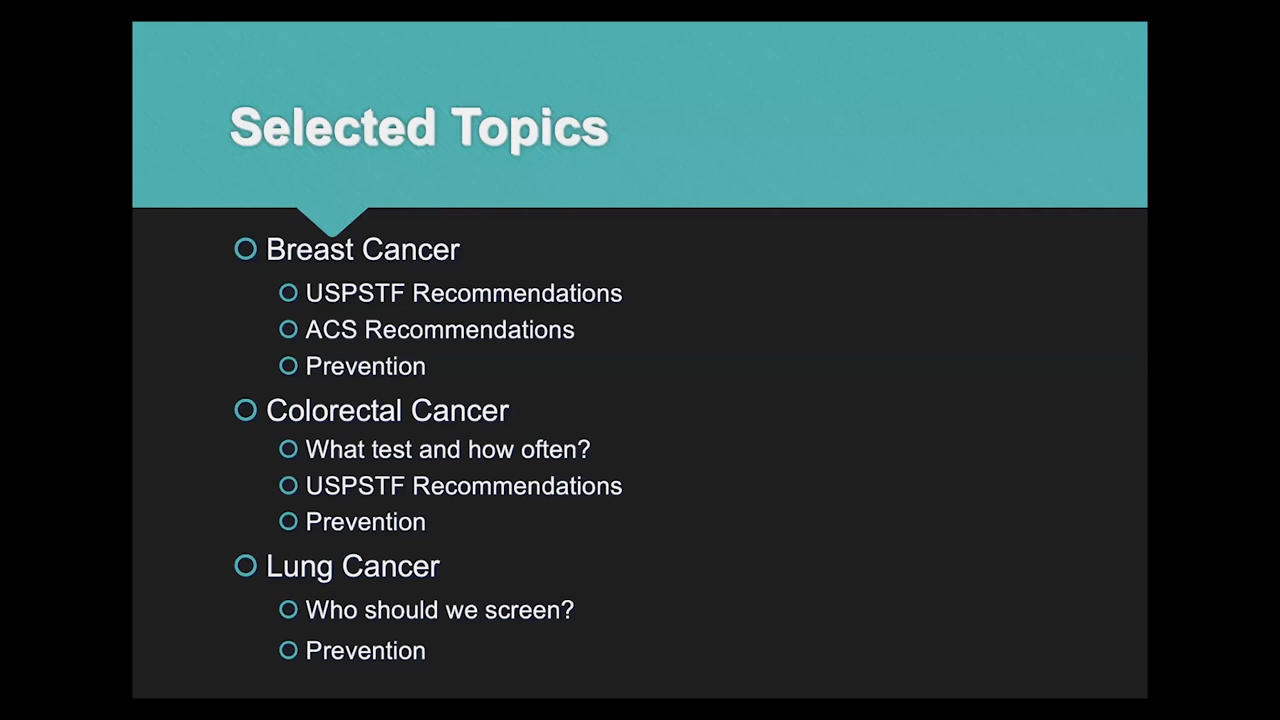 Selected Topics
Breast Cancer
USPSTF Recommendations
ACS Recommendations
Prevention
Colorectal Cancer
What test and how often?
USPSTF Recommendations
Prevention
Lung Cancer
Who should we screen?
Prevention